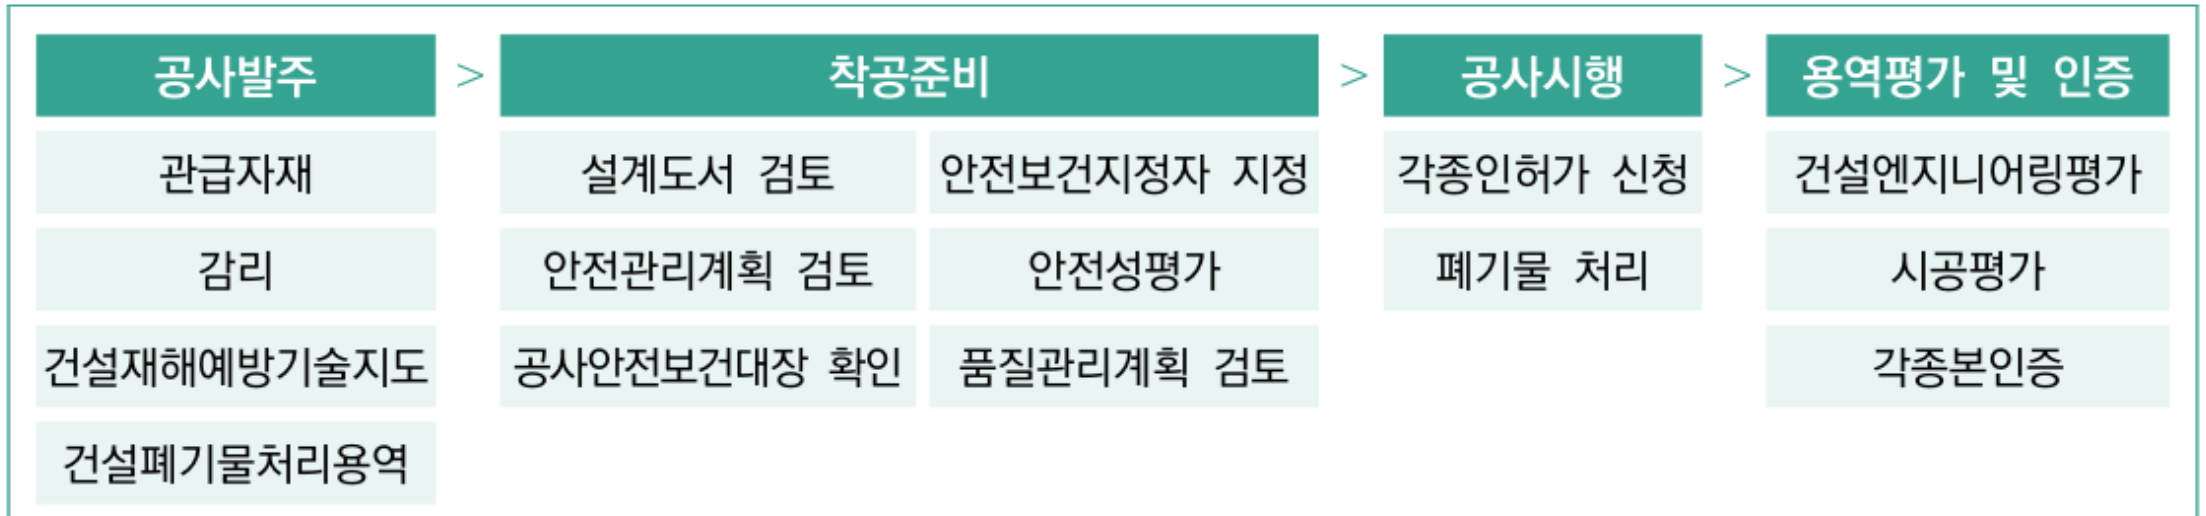 공사발주 > 착공준비 > 공사시행 > 용역평가 및 인증
관급자재 설계도서 검토 안전보건지정자 지정 각종인허가 신청 건설엔지니어링평가
감리 안전관리계획 검토 안전성평가 폐기물 처리 시공평가
건설재해예방기술지도 공사안전보건대장 확인 품질관리계획 검토 각종본인증
건설폐기물처리용역